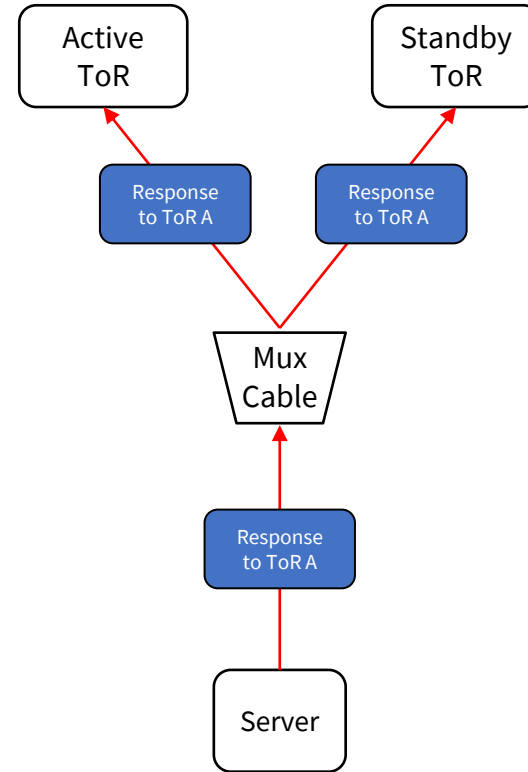 Active
ToR
Standby
ToR
Response
to ToR A
Response
to ToR A
Mux
Cable
Response
to ToR A
Server